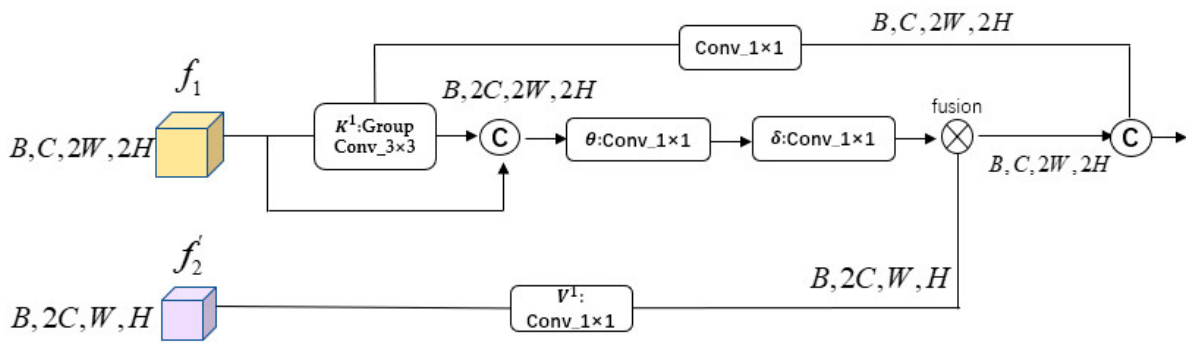 B,C,2W,2H
Conv_1×1
f₁
B,2C,2W,2H
fusion
B,C,2W,2H
K¹:Group
Conv_3×3
C
θ:Conv_1×1
δ:Conv_1×1
C
B,C,2W,2H
f₂′
B,2C,W,H
B,2C,W,H
V¹:
Conv_1×1